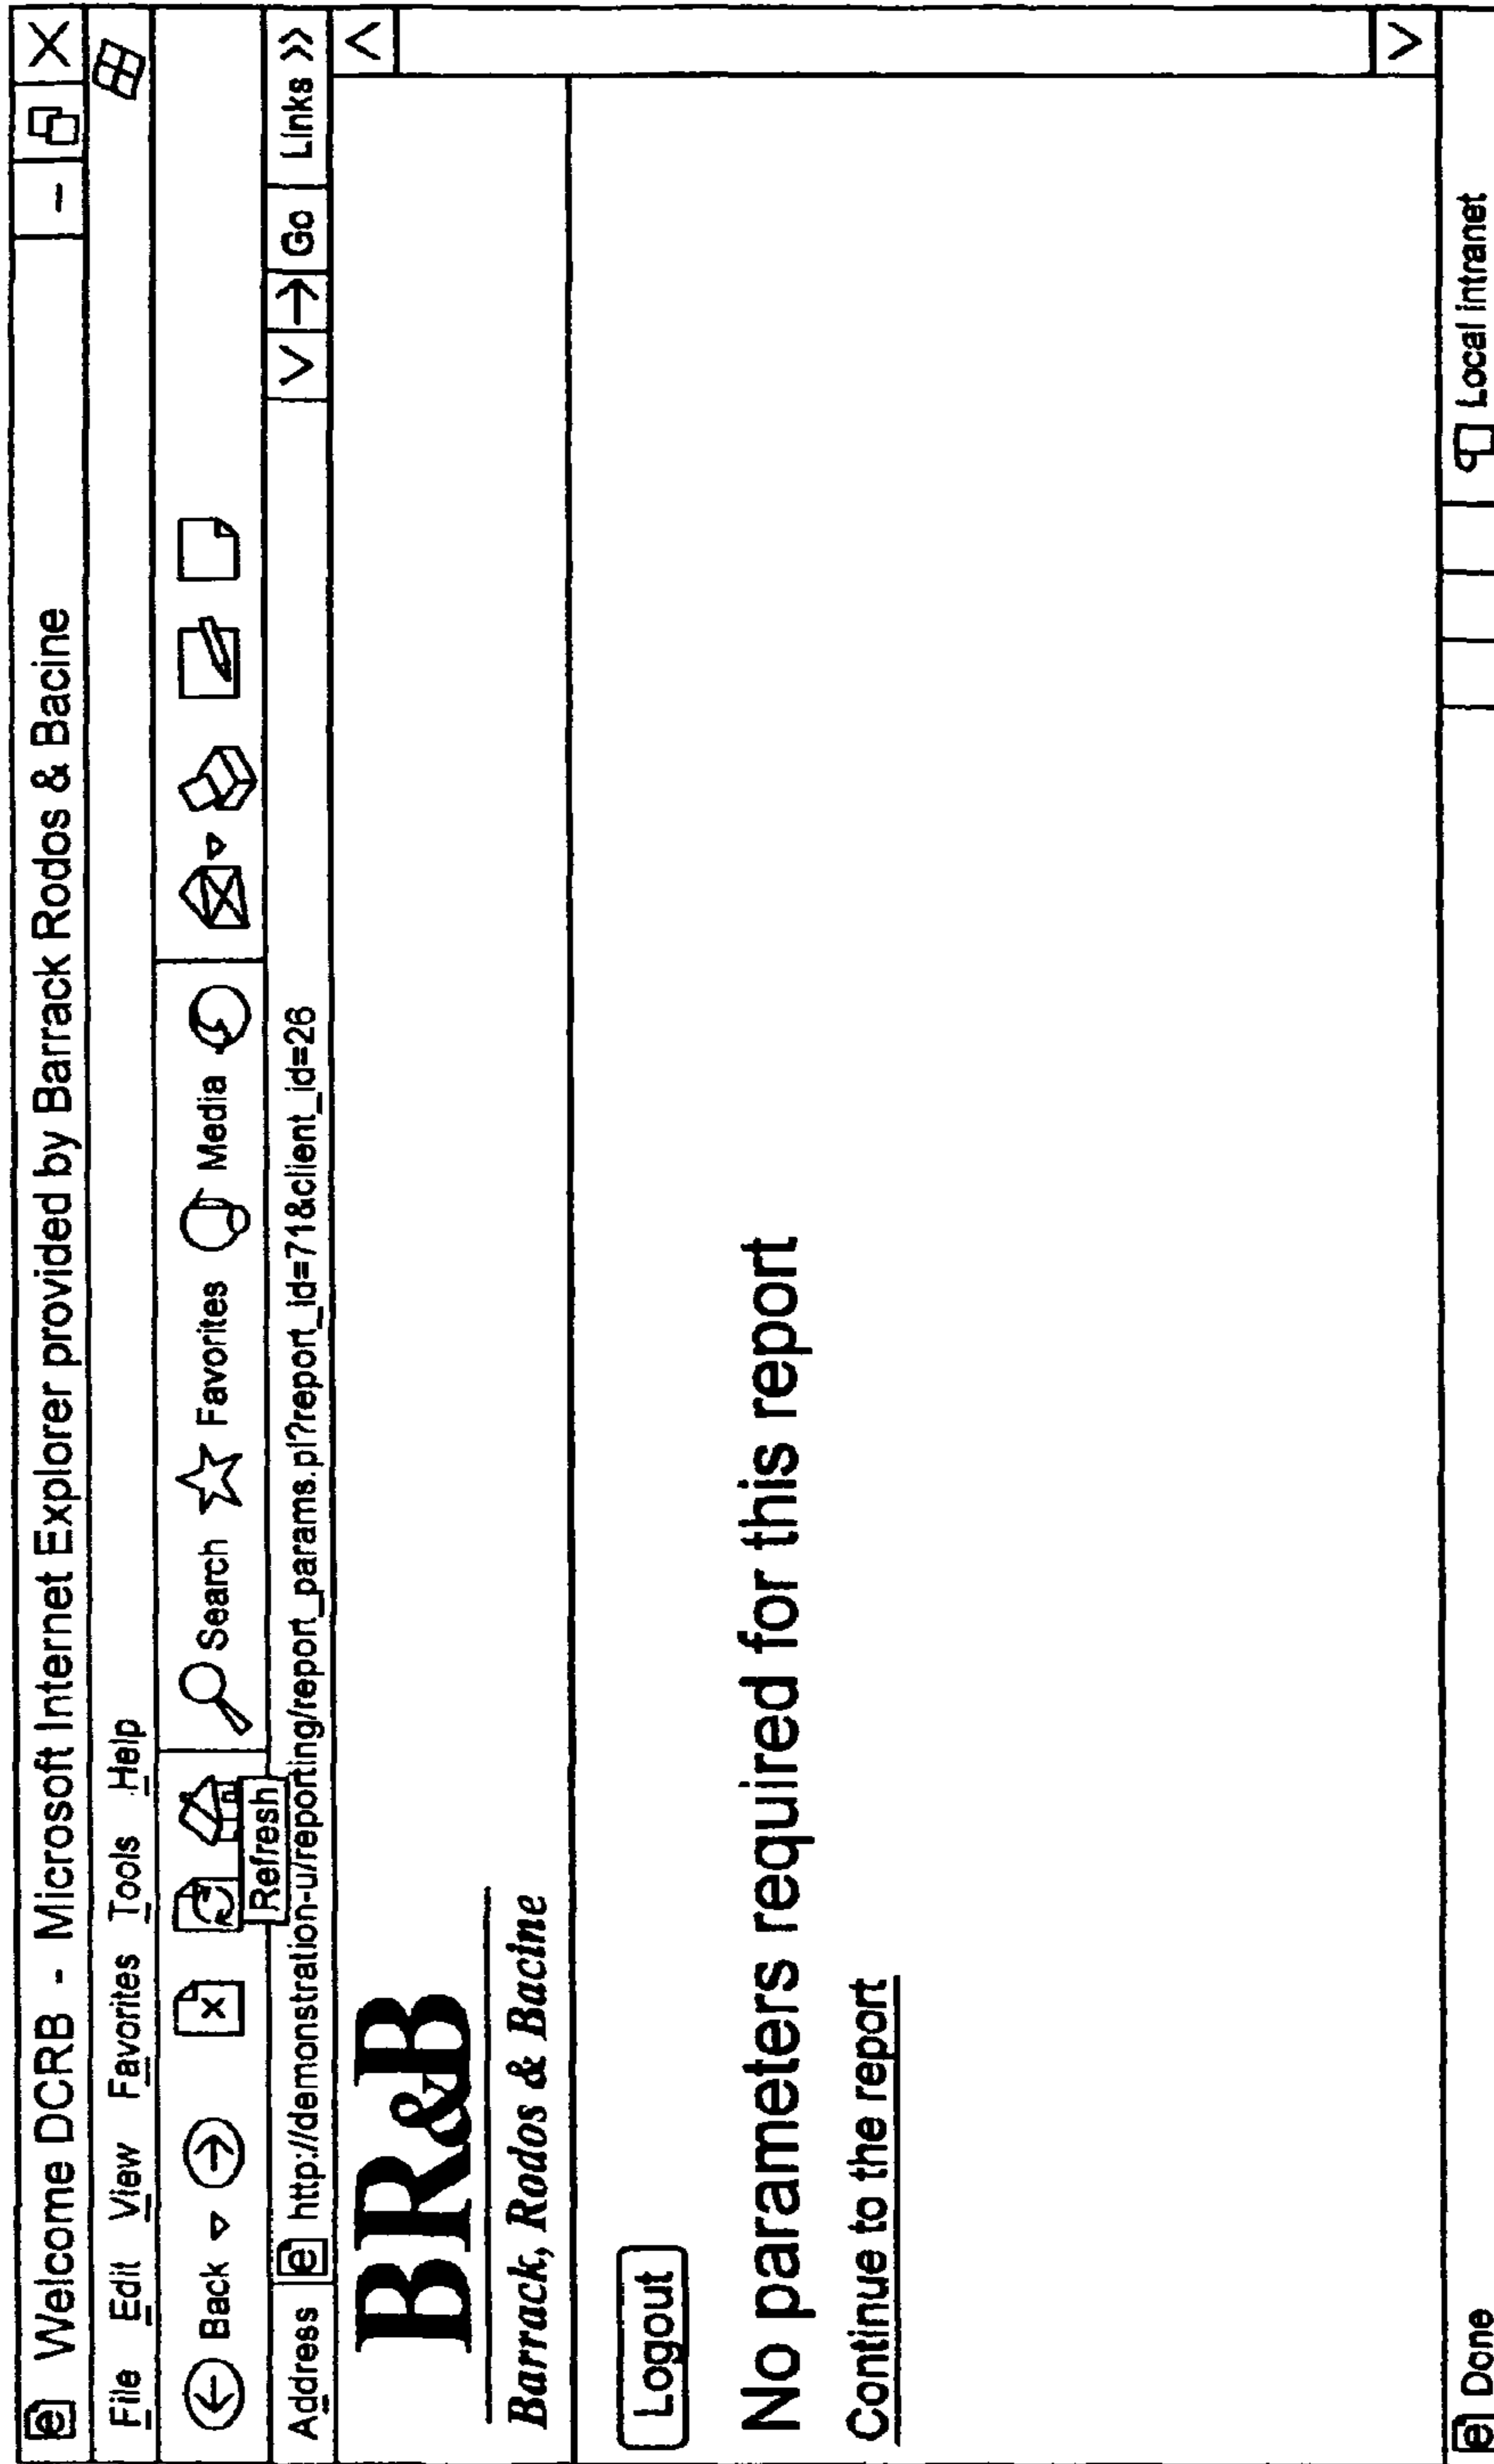 Welcome DCRB - Microsoft Internet Explorer provided by Barrack Rodos & Bacine
File Edit View Favorites Tools Help
Back Search Favorites Media
Refresh
Address http://demonstration-u/reporting/report_params.pl?report_id=71&client_id=26 Go Links >>
BR&B
Barrack, Rodos & Bacine
Logout
No parameters required for this report
Continue to the report
Done Local intranet